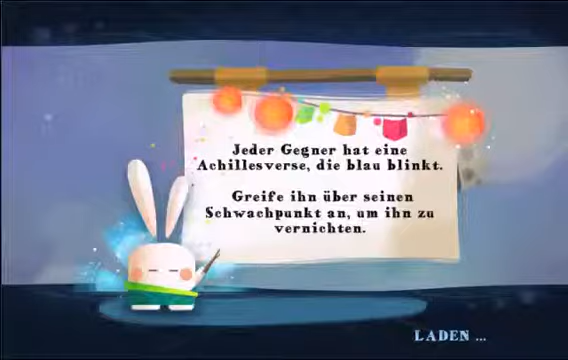 Jeder Gegner hat eine
Achillesverse, die blau blinkt.
Greife ihn über seinen
Schwachpunkt an, um ihn zu
vernichten.
LADEN ...